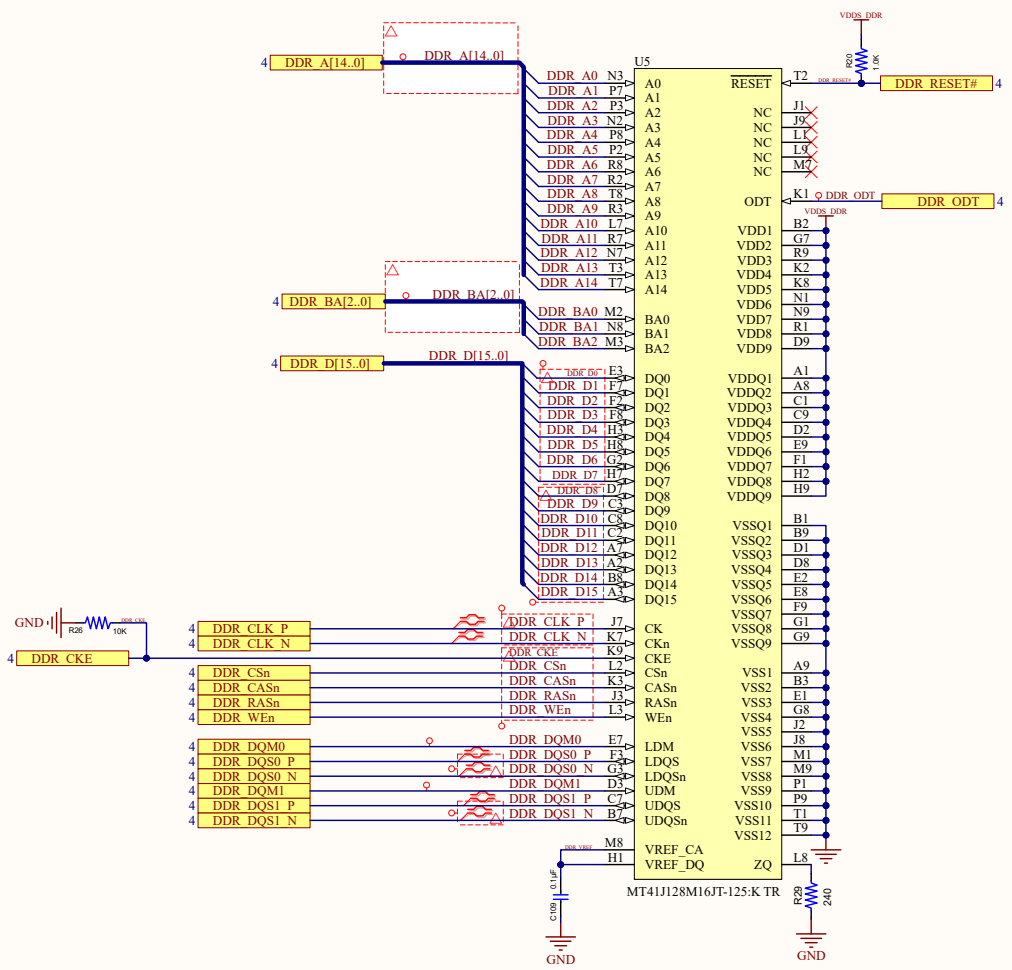 VDDS_DDR
R20
1.0K
4 DDR_A[14..0]
DDR_A[14..0]
U5
DDR_A0 N3 A0
DDR_A1 P7 A1
DDR_A2 P3 A2
DDR_A3 N2 A3
DDR_A4 P8 A4
DDR_A5 P2 A5
DDR_A6 R8 A6
DDR_A7 R2 A7
DDR_A8 T8 A8
DDR_A9 R3 A9
DDR_A10 L7 A10
DDR_A11 R7 A11
DDR_A12 N7 A12
DDR_A13 T3 A13
DDR_A14 T7 A14
4 DDR_BA[2..0]
DDR_BA[2..0]
DDR_BA0 M2 BA0
DDR_BA1 N8 BA1
DDR_BA2 M3 BA2
4 DDR_D[15..0]
DDR_D[15..0]
DDR_D0 E3 DQ0
DDR_D1 F7 DQ1
DDR_D2 F2 DQ2
DDR_D3 F8 DQ3
DDR_D4 H3 DQ4
DDR_D5 H8 DQ5
DDR_D6 G2 DQ6
DDR_D7 H7 DQ7
DDR_D8 D7 DQ8
DDR_D9 C3 DQ9
DDR_D10 C8 DQ10
DDR_D11 C2 DQ11
DDR_D12 A7 DQ12
DDR_D13 A2 DQ13
DDR_D14 B8 DQ14
DDR_D15 A3 DQ15
GND
R26
10K
DDR_CKE
4 DDR_CLK_P DDR_CLK_P J7 CK
4 DDR_CLK_N DDR_CLK_N K7 CKn
4 DDR_CKE DDR_CKE K9 CKE
4 DDR_CSn DDR_CSn L2 CSn
4 DDR_CASn DDR_CASn K3 CASn
4 DDR_RASn DDR_RASn J3 RASn
4 DDR_WEn DDR_WEn L3 WEn
4 DDR_DQM0 DDR_DQM0 E7 LDM
4 DDR_DQS0_P DDR_DQS0_P F3 LDQS
4 DDR_DQS0_N DDR_DQS0_N G3 LDQSn
4 DDR_DQM1 DDR_DQM1 D3 UDM
4 DDR_DQS1_P DDR_DQS1_P C7 UDQS
4 DDR_DQS1_N DDR_DQS1_N B7 UDQSn
DDR_VREF M8 VREF_CA
H1 VREF_DQ
C109
0.1µF
GND
RESET T2 DDR_RESET# DDR_RESET# 4
NC J1
NC J9
NC L1
NC L9
NC M7
ODT K1 DDR_ODT DDR_ODT 4
VDDS_DDR
VDD1 B2
VDD2 G7
VDD3 R9
VDD4 K2
VDD5 K8
VDD6 N1
VDD7 N9
VDD8 R1
VDD9 D9
VDDQ1 A1
VDDQ2 A8
VDDQ3 C1
VDDQ4 C9
VDDQ5 D2
VDDQ6 E9
VDDQ7 F1
VDDQ8 H2
VDDQ9 H9
VSSQ1 B1
VSSQ2 B9
VSSQ3 D1
VSSQ4 D8
VSSQ5 E2
VSSQ6 E8
VSSQ7 F9
VSSQ8 G1
VSSQ9 G9
VSS1 A9
VSS2 B3
VSS3 E1
VSS4 G8
VSS5 J2
VSS6 J8
VSS7 M1
VSS8 M9
VSS9 P1
VSS10 P9
VSS11 T1
VSS12 T9
GND
ZQ L8
R29
240
GND
MT41J128M16JT-125:K TR